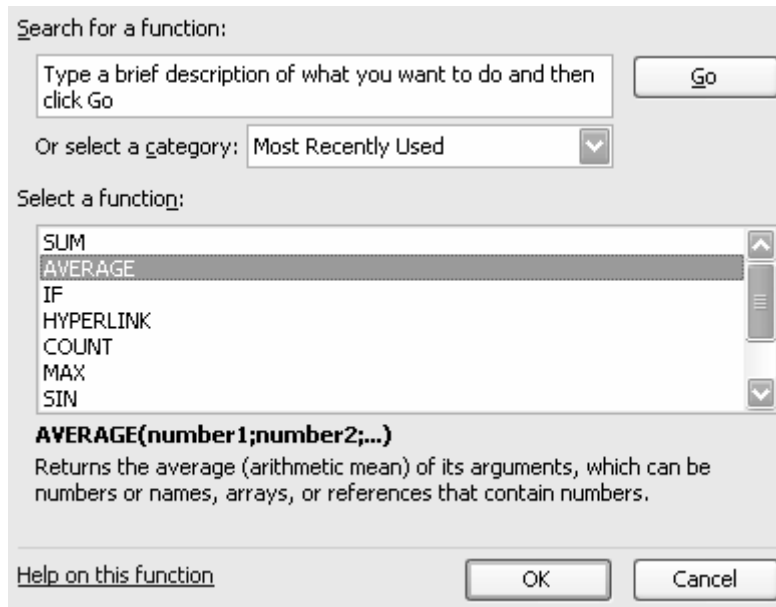 Search for a function:
Type a brief description of what you want to do and then
click Go
Go
Or select a category: Most Recently Used
Select a function:
SUM
AVERAGE
IF
HYPERLINK
COUNT
MAX
SIN
AVERAGE(number1;number2;...)
Returns the average (arithmetic mean) of its arguments, which can be
numbers or names, arrays, or references that contain numbers.
Help on this function
OK
Cancel